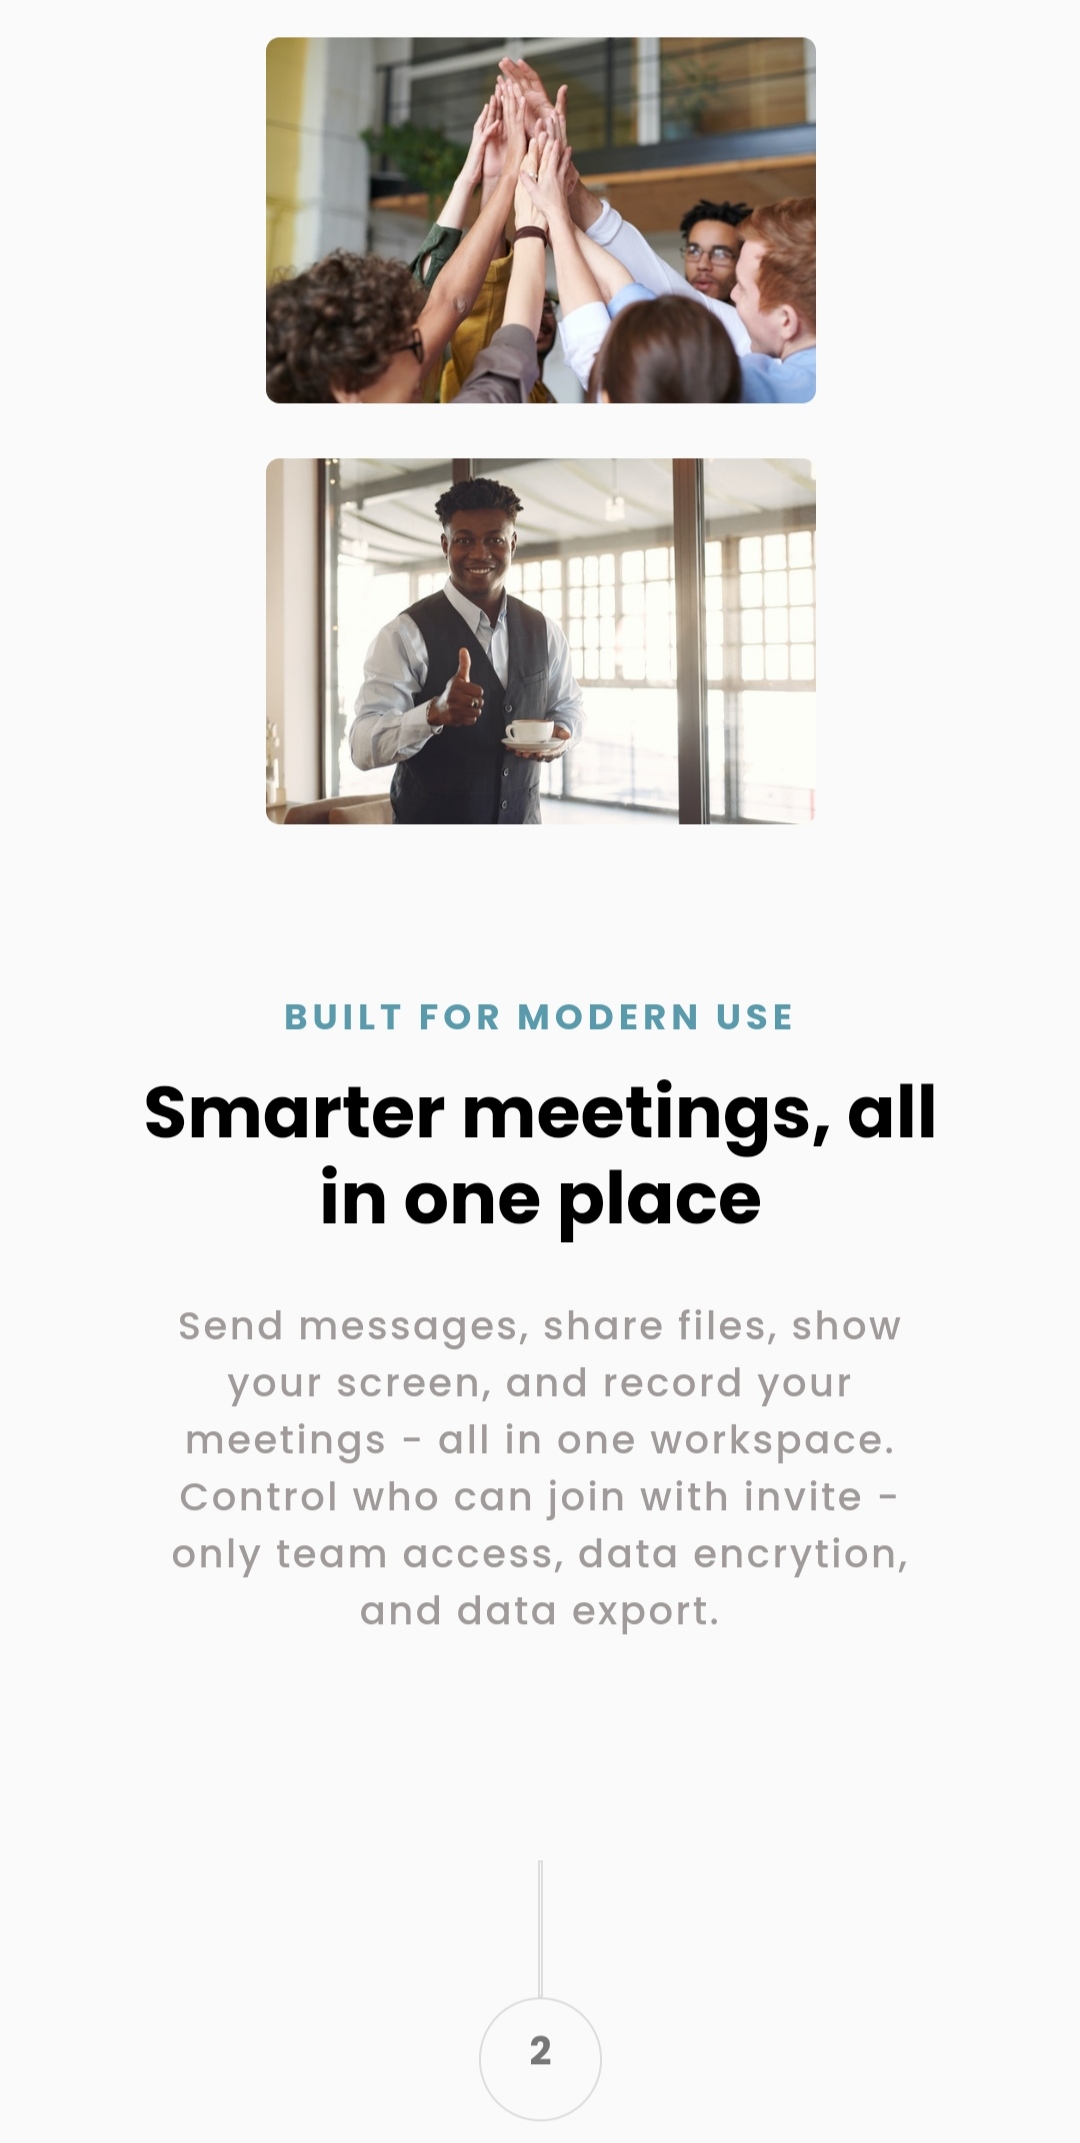 BUILT FOR MODERN USE
Smarter meetings, all
in one place
Send messages, share files, show
your screen, and record your
meetings - all in one workspace.
Control who can join with invite -
only team access, data encrytion,
and data export.
2